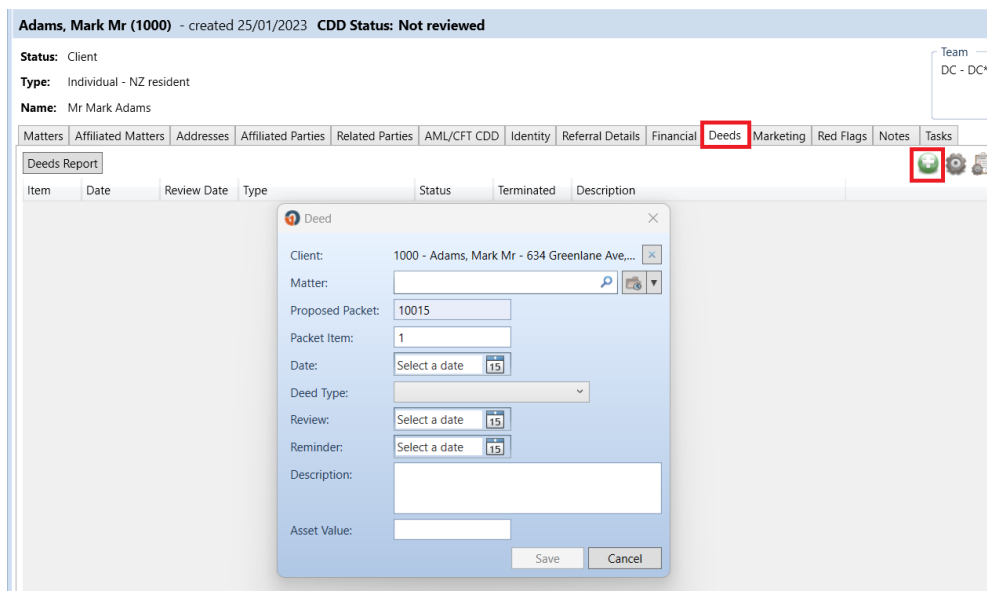 Adams, Mark Mr (1000) - created 25/01/2023 CDD Status: Not reviewed
Status: Client
Team
DC - DC*
Type: Individual - NZ resident
Name: Mr Mark Adams
Matters Affiliated Matters Addresses Affiliated Parties Related Parties AML/CFT CDD Identity Referral Details Financial Deeds Marketing Red Flags Notes Tasks
Deeds Report
Item Date Review Date Type Status Terminated Description
Deed
Client: 1000 - Adams, Mark Mr - 634 Greenlane Ave,...
Matter:
Proposed Packet: 10015
Packet Item: 1
Date: Select a date 15
Deed Type:
Review: Select a date 15
Reminder: Select a date 15
Description:
Asset Value:
Save Cancel